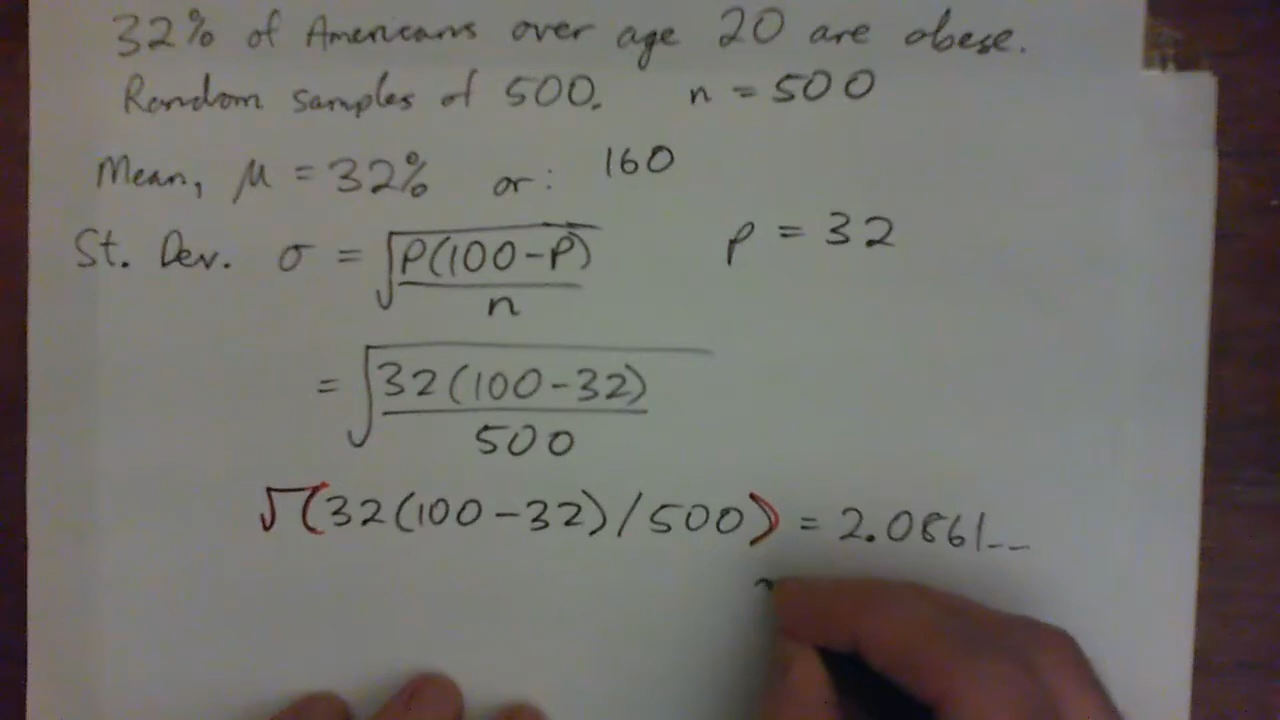 32% of Americans over age 20 are obese.
Random samples of 500. n = 500
Mean, μ = 32% or: 160
St. Dev. σ = √P(100-P)/n p = 32
= √32(100-32)/500
√(32(100-32)/500) = 2.0861--